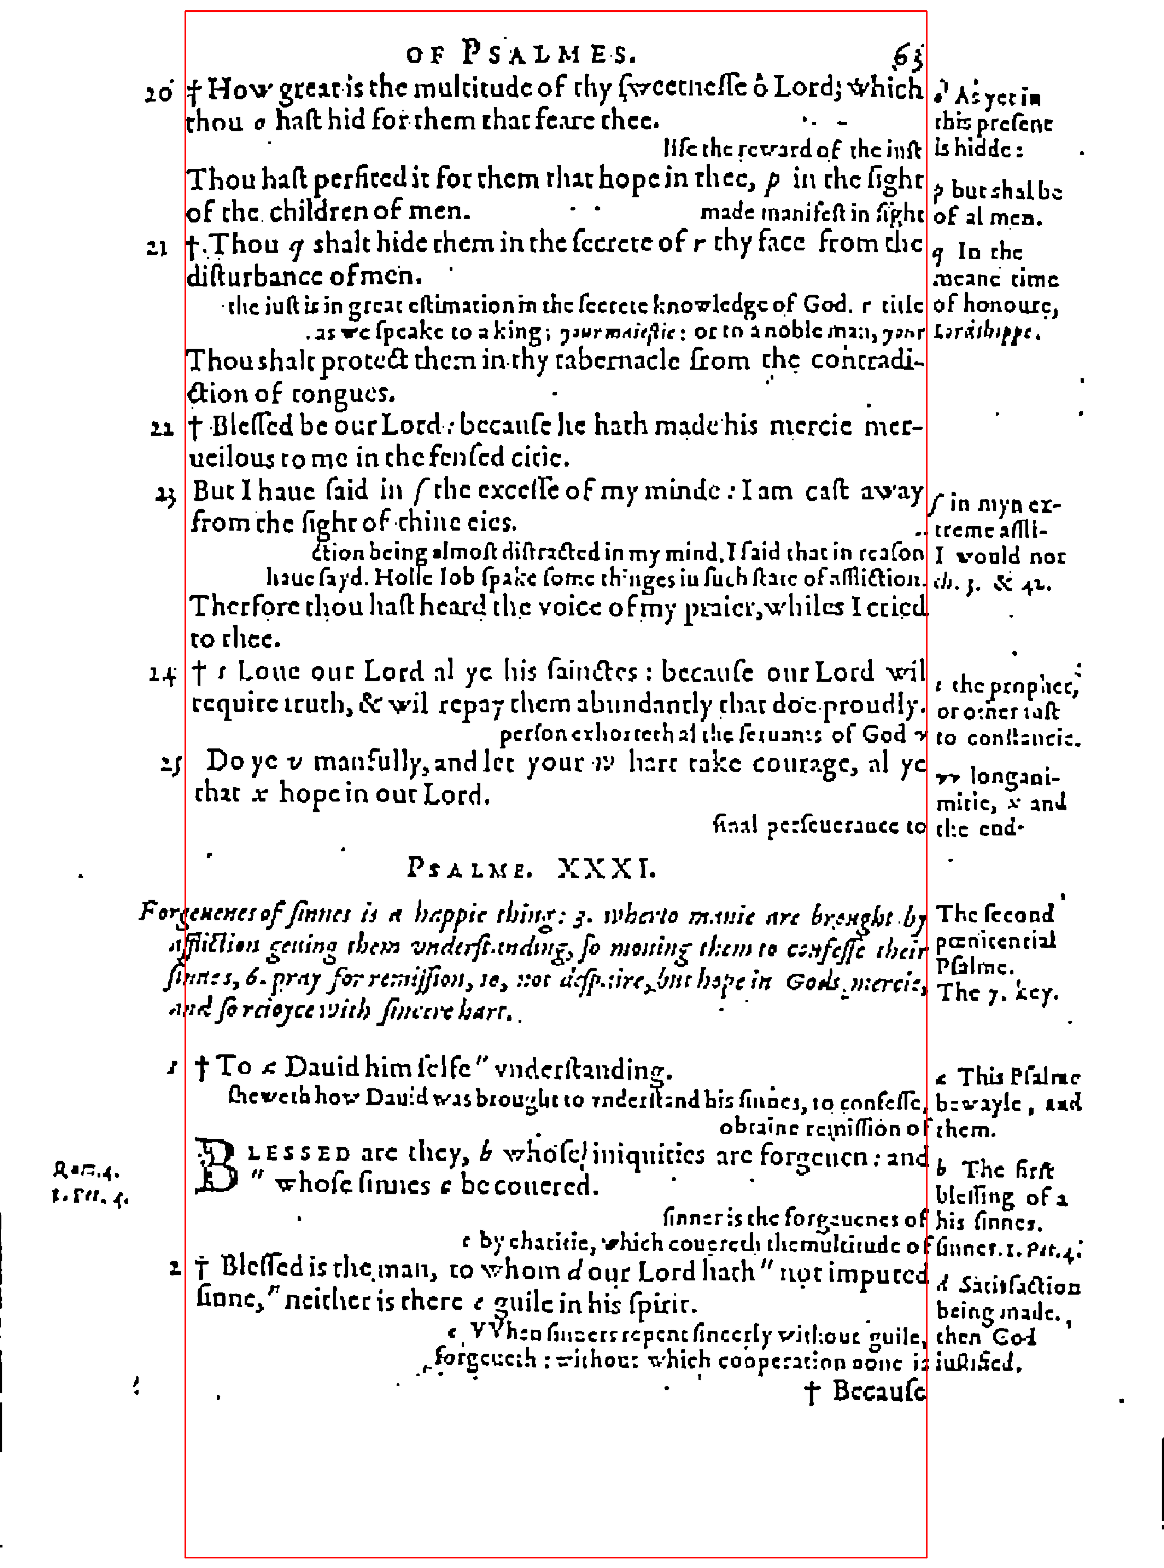 OF PSALMES. 63
20 † How great is the multitude of thy ſweetneſſe ô Lord; which
thou o haſt hid for them that feare thee.
o As yet in
this preſent
life the reward of the iuſt is hidde:
Thou haſt perfited it for them that hope in thee, p in the ſight
of the children of men.
p but shal be
made manifeſt in ſight of al men.
21 † Thou q shalt hide them in the ſecrete of r thy face from the
diſturbance of men.
q In the
meane time
the iuſt is in great eſtimation in the ſecrete knowledge of God. r title of honoure,
as we ſpeake to a king; your maieſtie: or to a noble man, your Lordshippe.
Thou shalt protect them in thy tabernacle from the contradi-
ction of tongues.
22 † Bleſſed be our Lord: becauſe he hath made his mercie mer-
ueilous to me in the fenſed citie.
23 But I haue ſaid in ſ the exceſſe of my minde: I am caſt away
from the ſight of thine eies.
ſ in myn ex-
treme affli-
ction being almoſt diſtracted in my mind, I ſaid that in reaſon I would not
haue ſayd. Holie Iob ſpake ſome thinges in ſuch ſtate of affliction. ch. 3. & 42.
Therfore thou haſt heard the voice of my praier, whiles I cried
to thee.
24 † t Loue our Lord al ye his ſainctes: becauſe our Lord wil
require truth, & wil repay them abundantly that doe proudly.
t the prophet,
or other iuſt
perſon exhorteth al the ſeruants of God v to conſtancie.
25 Do ye v manfully, and let your w hart take courage, al ye
that x hope in our Lord.
vv longani-
mitie, x and
final perſeuerance to the end.
PSALME. XXXI.
Forgeuenes of ſinnes is a happie thing: 3. wherto manie are brought by
affliction geuing them vnderſtanding, ſo mouing them to confeſſe their
ſinnes, 6. pray for remiſſion, 10, not deſpaire, but hope in Gods mercie,
and ſo reioyce with ſincere hart.
The ſecond
pœnitencial
Pſalme.
The 7. key.
1 † To a Dauid him ſelfe " vnderſtanding.
a This Pſalme
sheweth how Dauid was brought to vnderſtand his ſinnes, to confeſſe, bewayle, and
obtaine remiſſion of them.
BLESSED are they, b whoſe iniquities are forgeuen: and
" whoſe ſinnes c be couered.
Rom. 4.
1. Pet. 4.
b The firſt
bleſſing of a
ſinner is the forgeuenes of his ſinnes.
c by charitie, which couereth the multitude of ſinnes. 1. Pet. 4.
2 † Bleſſed is the man, to whom d our Lord hath " not imputed
ſinne, " neither is there e guile in his ſpirit.
d Satisfaction
being made.
e VVhen ſinners repent ſincerly without guile, then God
forgeueth: without which cooperation none is iuſtified.
† Becauſe